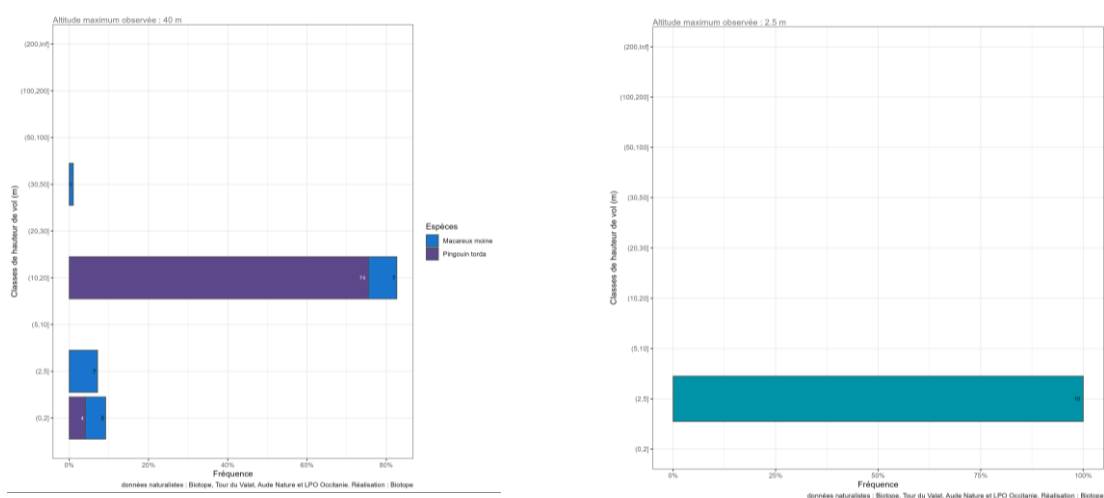 Altitude maximum observée : 40 m
Classes de hauteur de vol (m)
(200,Inf]
(100,200]
(50,100]
(30,50]
(20,30]
(10,20]
(5,10]
(2,5]
(0,2]
74
7
7
4
0%
20%
40%
60%
80%
Fréquence
Espèces
Macareux moine
Pingouin torda
données naturalistes : Biotope, Tour du Valat, Aude Nature et LPO Occitanie. Réalisation : Biotope
Altitude maximum observée : 2.5 m
Classes de hauteur de vol (m)
(200,Inf]
(100,200]
(50,100]
(30,50]
(20,30]
(10,20]
(5,10]
(2,5]
(0,2]
0%
25%
50%
75%
100%
Fréquence
données naturalistes : Biotope, Tour du Valat, Aude Nature et LPO Occitanie. Réalisation : Biotope